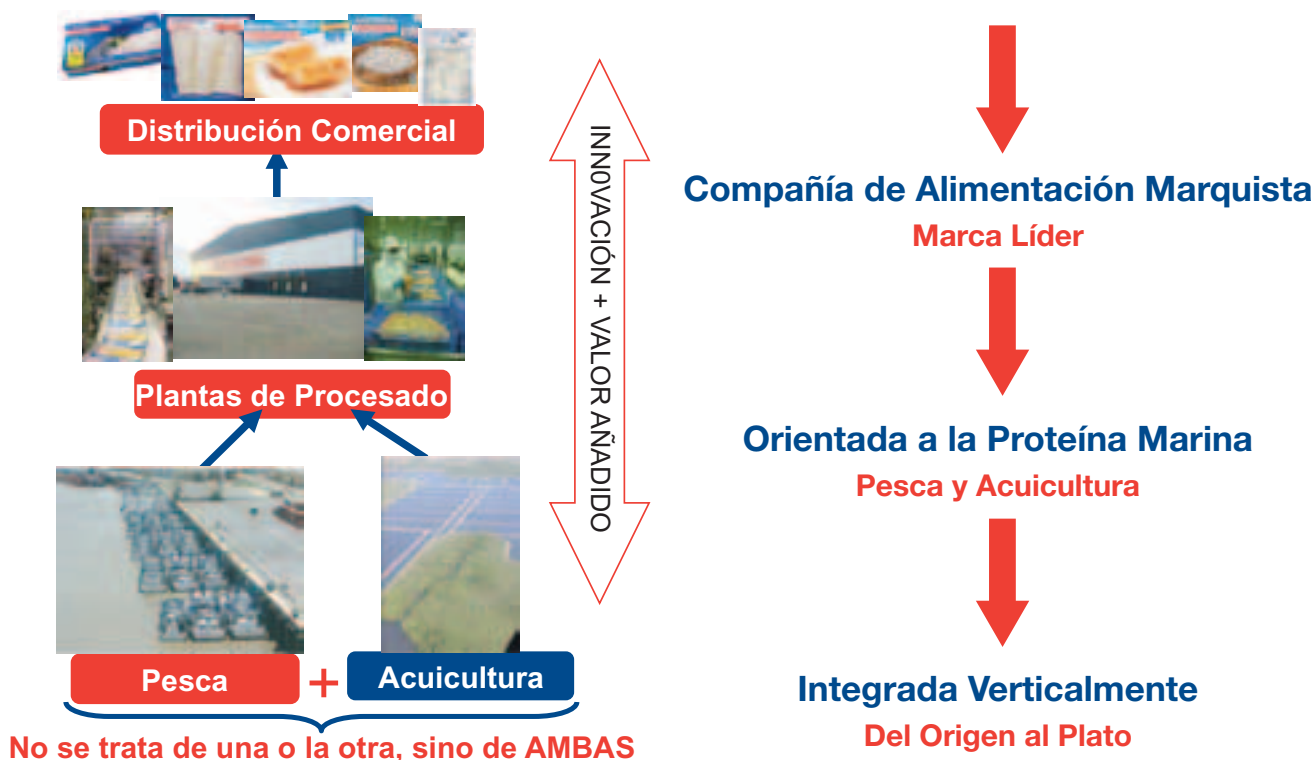 Distribución Comercial
Plantas de Procesado
Pesca
+
Acuicultura
No se trata de una o la otra, sino de AMBAS
INN0VACIÓN + VALOR AÑADIDO
Compañía de Alimentación Marquista
Marca Líder
Orientada a la Proteína Marina
Pesca y Acuicultura
Integrada Verticalmente
Del Origen al Plato